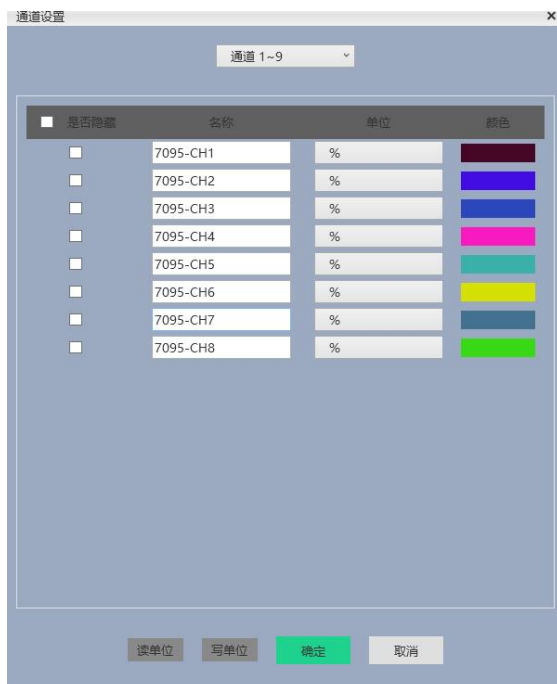 通道设置
通道 1~9
是否隐藏 名称 单位 颜色
7095-CH1 %
7095-CH2 %
7095-CH3 %
7095-CH4 %
7095-CH5 %
7095-CH6 %
7095-CH7 %
7095-CH8 %
读单位 写单位 确定 取消